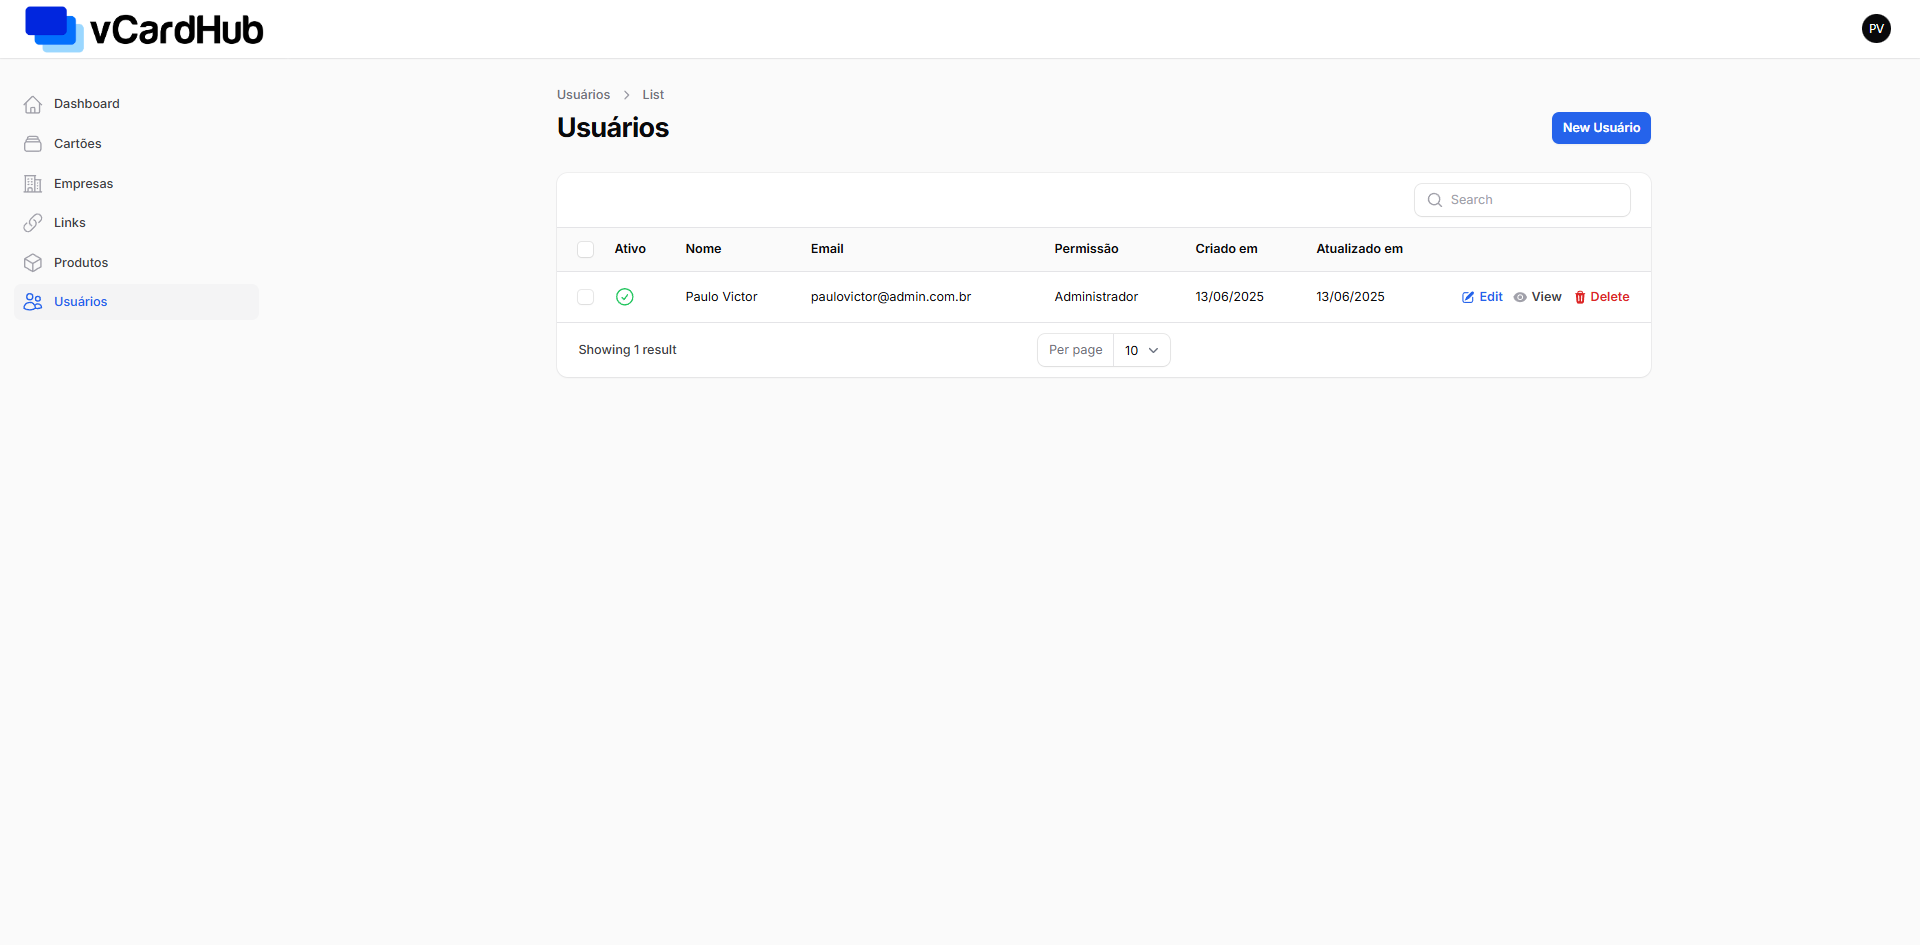 vCardHub
PV
Dashboard
Cartões
Empresas
Links
Produtos
Usuários
Usuários > List
Usuários
New Usuário
Search
Ativo Nome Email Permissão Criado em Atualizado em
Paulo Victor paulovictor@admin.com.br Administrador 13/06/2025 13/06/2025 Edit View Delete
Showing 1 result Per page 10